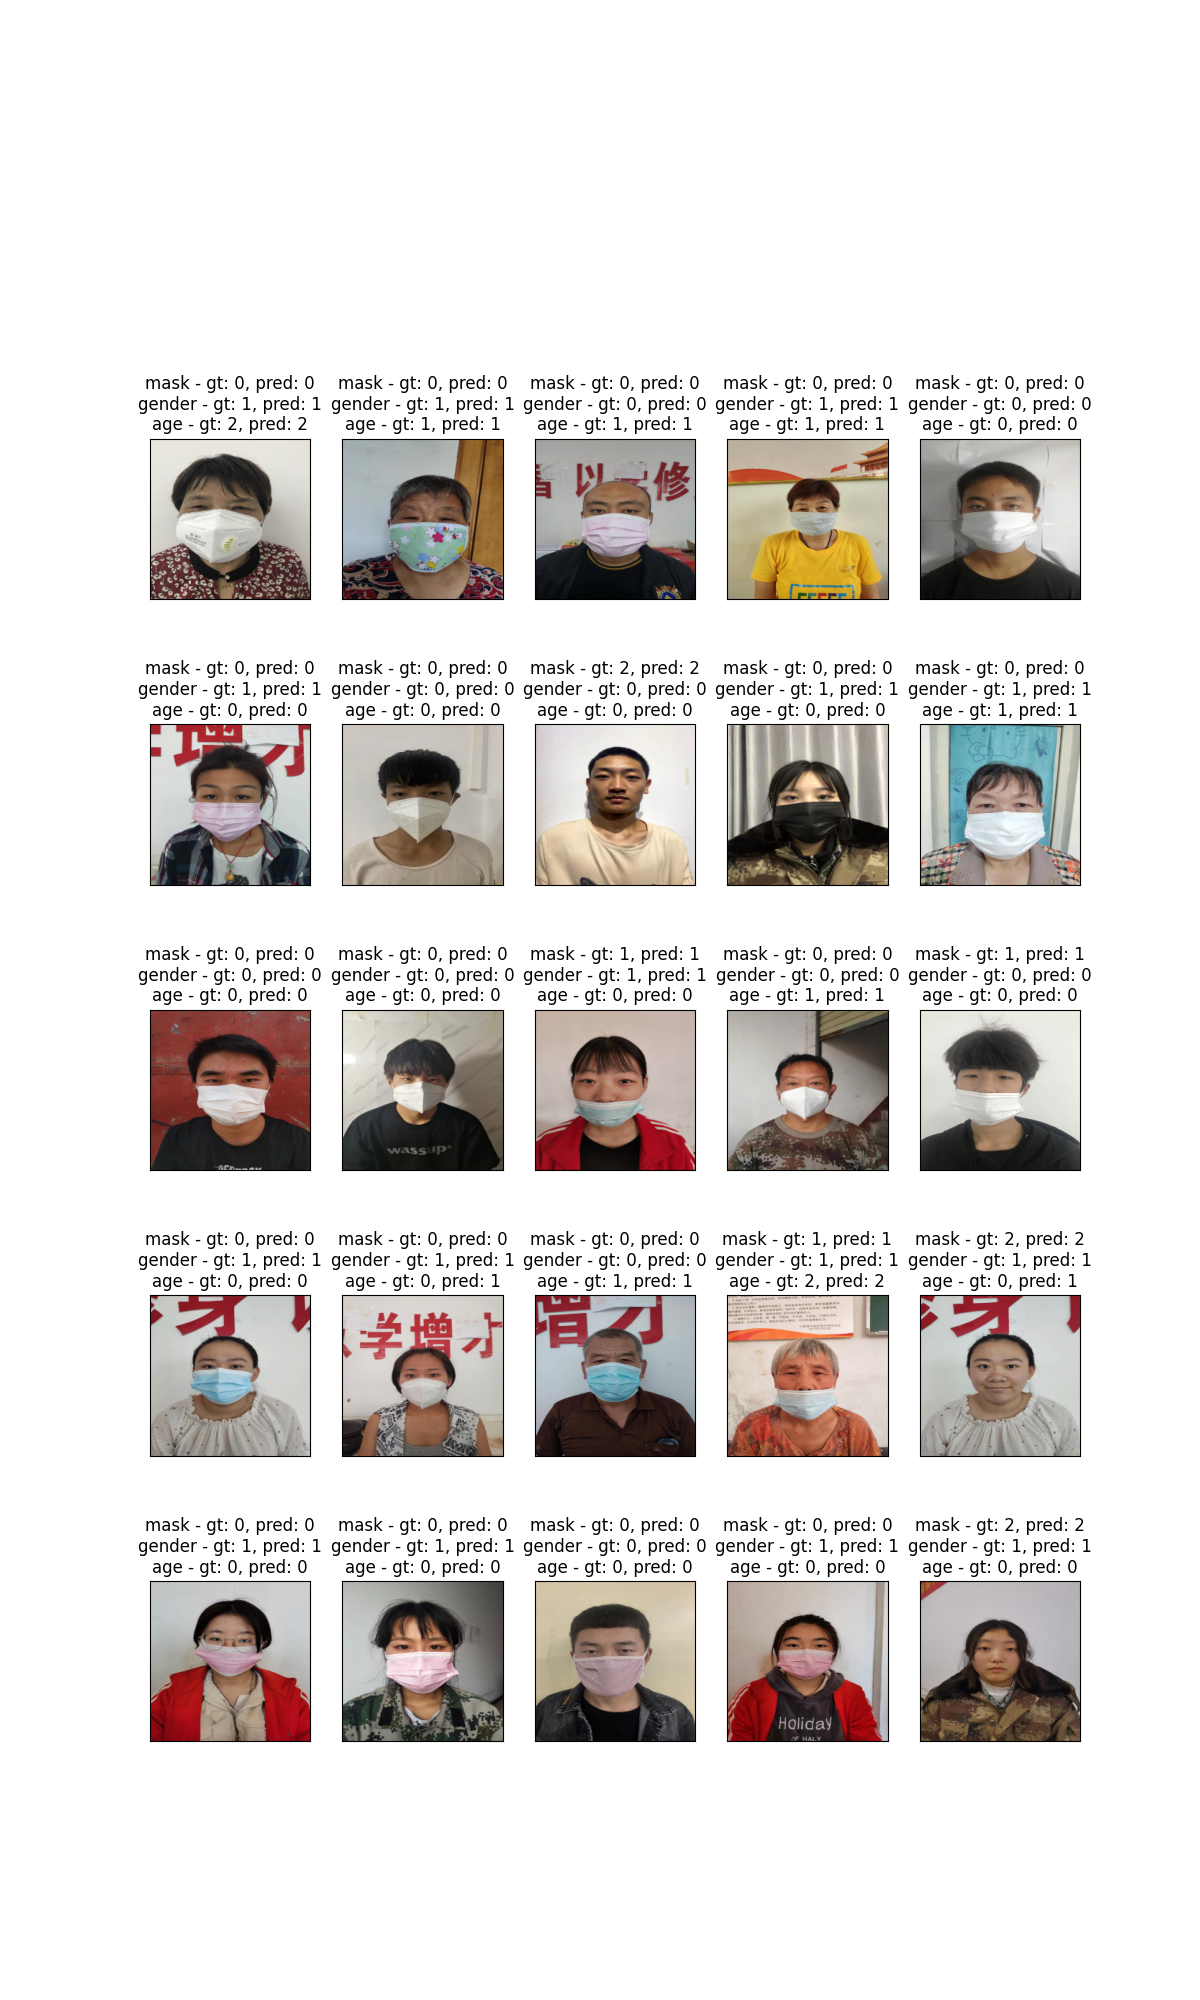 mask - gt: 0, pred: 0
gender - gt: 1, pred: 1
age - gt: 2, pred: 2
mask - gt: 0, pred: 0
gender - gt: 1, pred: 1
age - gt: 1, pred: 1
mask - gt: 0, pred: 0
gender - gt: 0, pred: 0
age - gt: 1, pred: 1
以 修
mask - gt: 0, pred: 0
gender - gt: 1, pred: 1
age - gt: 1, pred: 1
mask - gt: 0, pred: 0
gender - gt: 0, pred: 0
age - gt: 0, pred: 0
mask - gt: 0, pred: 0
gender - gt: 1, pred: 1
age - gt: 0, pred: 0
增才
mask - gt: 0, pred: 0
gender - gt: 0, pred: 0
age - gt: 0, pred: 0
mask - gt: 2, pred: 2
gender - gt: 0, pred: 0
age - gt: 0, pred: 0
mask - gt: 0, pred: 0
gender - gt: 1, pred: 1
age - gt: 0, pred: 0
mask - gt: 0, pred: 0
gender - gt: 1, pred: 1
age - gt: 1, pred: 1
mask - gt: 0, pred: 0
gender - gt: 0, pred: 0
age - gt: 0, pred: 0
mask - gt: 0, pred: 0
gender - gt: 0, pred: 0
age - gt: 0, pred: 0
wassup
mask - gt: 1, pred: 1
gender - gt: 1, pred: 1
age - gt: 0, pred: 0
mask - gt: 0, pred: 0
gender - gt: 0, pred: 0
age - gt: 1, pred: 1
mask - gt: 1, pred: 1
gender - gt: 0, pred: 0
age - gt: 0, pred: 0
mask - gt: 0, pred: 0
gender - gt: 1, pred: 1
age - gt: 0, pred: 0
身
mask - gt: 0, pred: 0
gender - gt: 1, pred: 1
age - gt: 0, pred: 1
学增才
mask - gt: 0, pred: 0
gender - gt: 0, pred: 0
age - gt: 1, pred: 1
增才
mask - gt: 1, pred: 1
gender - gt: 1, pred: 1
age - gt: 2, pred: 2
mask - gt: 2, pred: 2
gender - gt: 1, pred: 1
age - gt: 0, pred: 1
身
mask - gt: 0, pred: 0
gender - gt: 1, pred: 1
age - gt: 0, pred: 0
mask - gt: 0, pred: 0
gender - gt: 1, pred: 1
age - gt: 0, pred: 0
mask - gt: 0, pred: 0
gender - gt: 0, pred: 0
age - gt: 0, pred: 0
mask - gt: 0, pred: 0
gender - gt: 1, pred: 1
age - gt: 0, pred: 0
Holiday
OF HALY
mask - gt: 2, pred: 2
gender - gt: 1, pred: 1
age - gt: 0, pred: 0